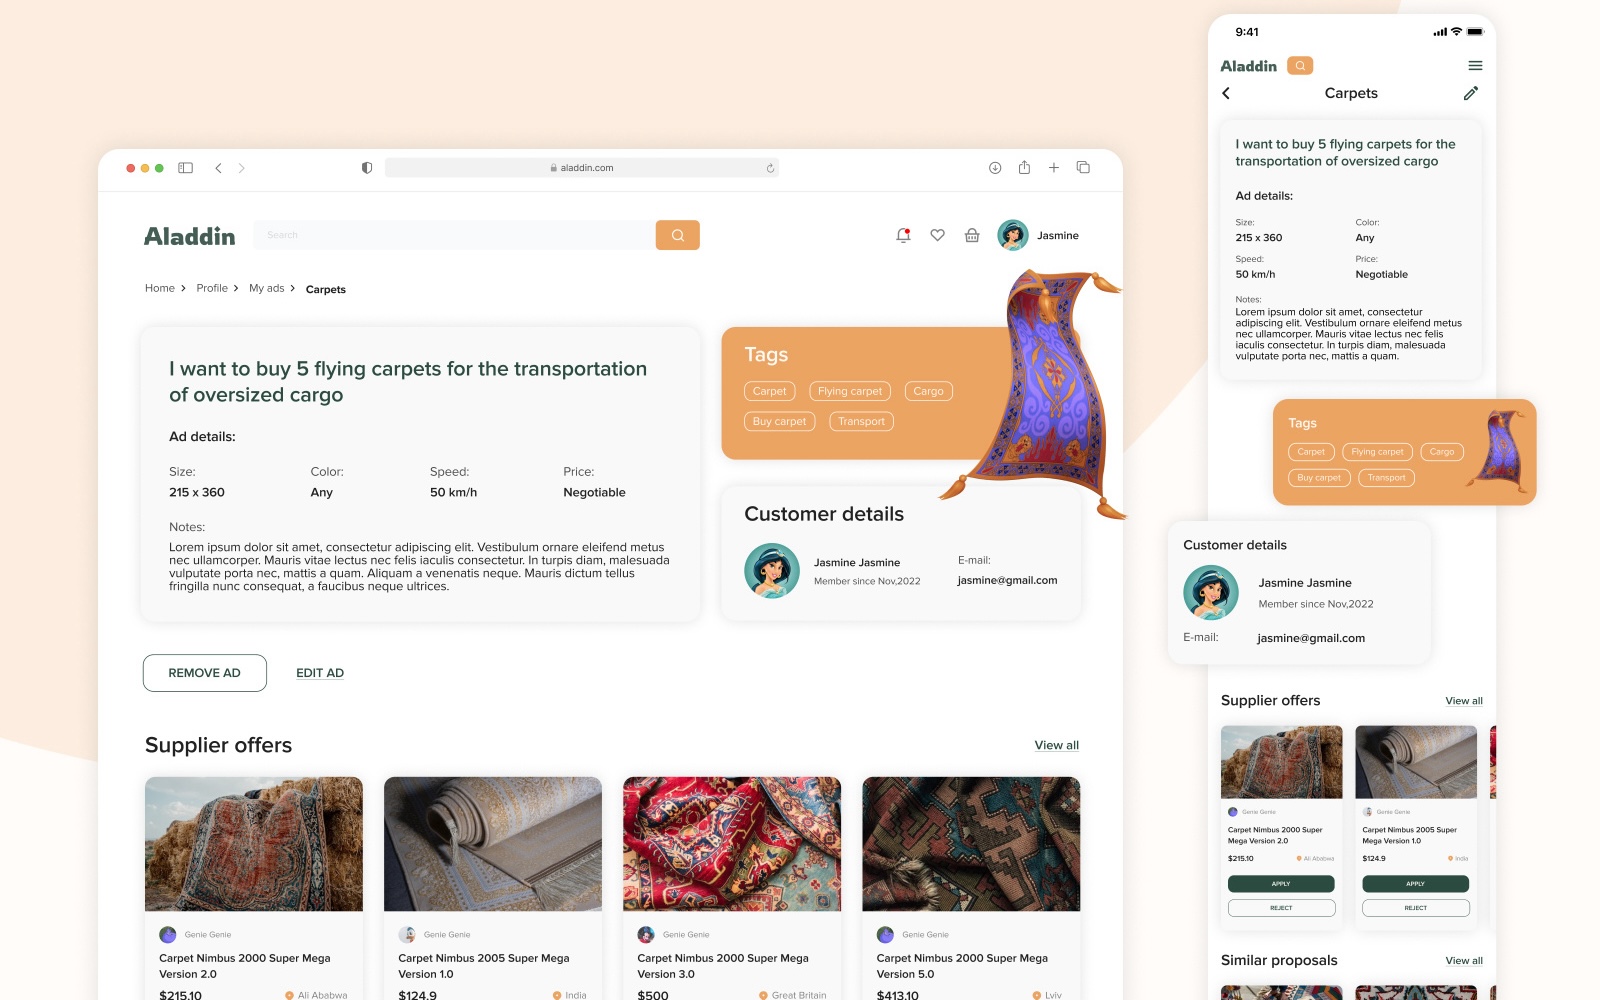 aladdin.com
Aladdin
Search
Jasmine
Home
Profile
My ads
Carpets
I want to buy 5 flying carpets for the transportation
of oversized cargo
Ad details:
Size:
Color:
Speed:
Price:
215 x 360
Any
50 km/h
Negotiable
Notes:
Lorem ipsum dolor sit amet, consectetur adipiscing elit. Vestibulum ornare eleifend metus
nec ullamcorper. Mauris vitae lectus nec felis iaculis consectetur. In turpis diam, malesuada
vulputate porta nec, mattis a quam. Aliquam a venenatis neque. Mauris dictum tellus
fringilla nunc consequat, a faucibus neque ultrices.
Tags
Carpet
Flying carpet
Cargo
Buy carpet
Transport
Customer details
Jasmine Jasmine
Member since Nov,2022
E-mail:
jasmine@gmail.com
REMOVE AD
EDIT AD
Supplier offers
View all
Genie Genie
Carpet Nimbus 2000 Super Mega
Version 2.0
$215.10
Ali Ababwa
Genie Genie
Carpet Nimbus 2005 Super Mega
Version 1.0
$124.9
India
Genie Genie
Carpet Nimbus 2000 Super Mega
Version 3.0
$500
Great Britain
Genie Genie
Carpet Nimbus 2000 Super Mega
Version 5.0
$413.10
Lviv
9:41
Aladdin
Carpets
I want to buy 5 flying carpets for the
transportation of oversized cargo
Ad details:
Size:
Color:
215 x 360
Any
Speed:
Price:
50 km/h
Negotiable
Notes:
Lorem ipsum dolor sit amet, consectetur
adipiscing elit. Vestibulum ornare eleifend metus
nec ullamcorper. Mauris vitae lectus nec felis
iaculis consectetur. In turpis diam, malesuada
vulputate porta nec, mattis a quam.
Tags
Carpet
Flying carpet
Cargo
Buy carpet
Transport
Customer details
Jasmine Jasmine
Member since Nov,2022
E-mail:
jasmine@gmail.com
Supplier offers
View all
Genie Genie
Carpet Nimbus 2000 Super
Mega Version 2.0
$215.10
Ali Ababwa
APPLY
REJECT
Genie Genie
Carpet Nimbus 2005 Super
Mega Version 1.0
$124.9
India
APPLY
REJECT
Similar proposals
View all